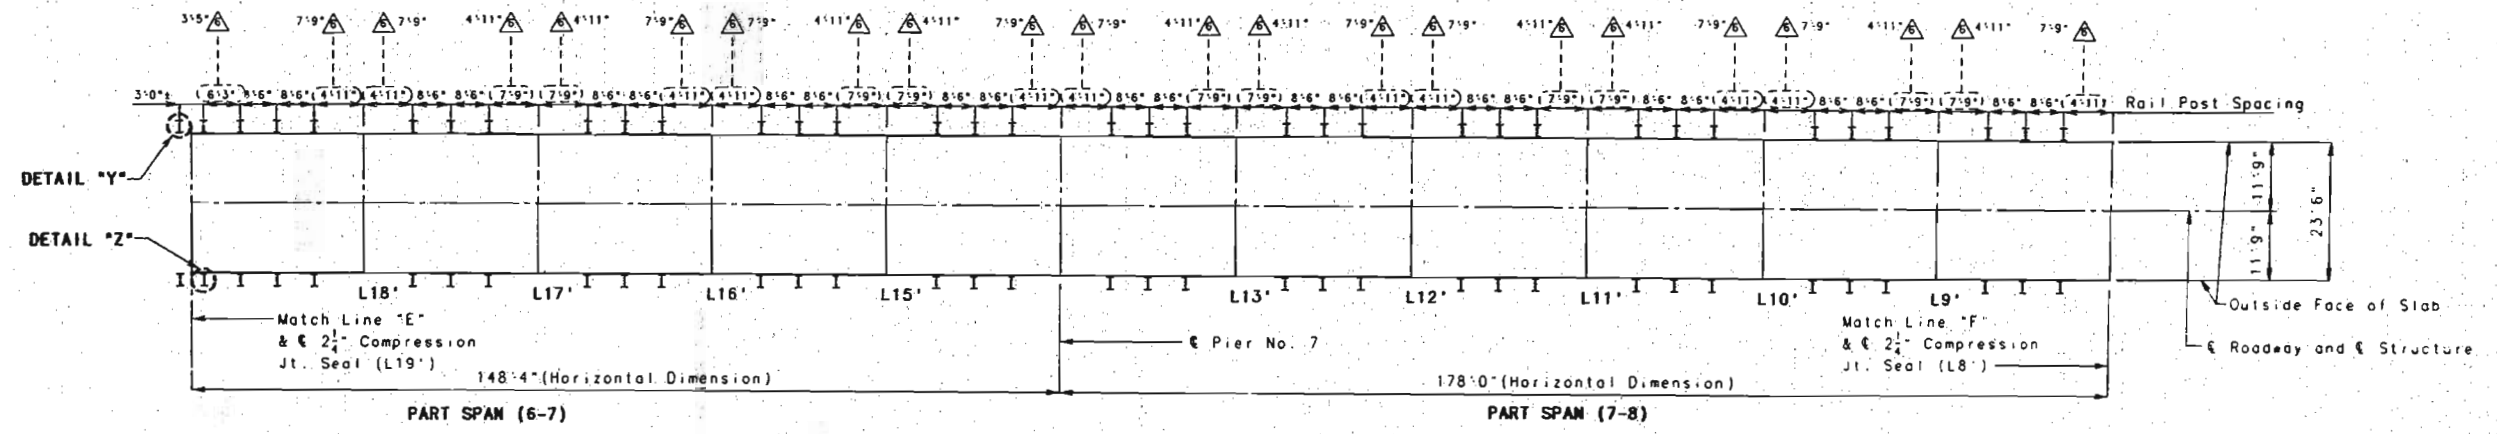 3'5" 6 7'9" 6 6 7'9" 4'11" 6 6 4'11" 7'9" 6 6 7'9" 4'11" 6 6 4'11" 7'9" 6 6 7'9" 4'11" 6 6 4'11" 7'9" 6 6 7'9" 4'11" 6 6 4'11" 7'9" 6 6 7'9" 4'11" 6 6 4'11" 7'9" 6
3'0"± (6'3") 8'6" 8'6" (4'11") (4'11") 8'6" 8'6" (7'9") (7'9") 8'6" 8'6" (4'11") (4'11") 8'6" 8'6" (7'9") (7'9") 8'6" 8'6" (4'11") (4'11") 8'6" 8'6" (7'9") (7'9") 8'6" 8'6" (4'11") (4'11") 8'6" 8'6" (7'9") (7'9") 8'6" 8'6" (4'11") (4'11") 8'6" 8'6" (7'9") (7'9") 8'6" 8'6" (4'11") Rail Post Spacing
DETAIL "Y"
11'9"
11'9"
23'6"
DETAIL "Z"
L18' L17' L16' L15' L13' L12' L11' L10' L9'
Match Line "E"
& ℄ 2 1/4" Compression
Jt. Seal (L19')
℄ Pier No. 7
Match Line "F"
& ℄ 2 1/4" Compression
Jt. Seal (L8')
Outside Face of Slab
℄ Roadway and ℄ Structure
148'4" (Horizontal Dimension)
178'0" (Horizontal Dimension)
PART SPAN (6-7)
PART SPAN (7-8)